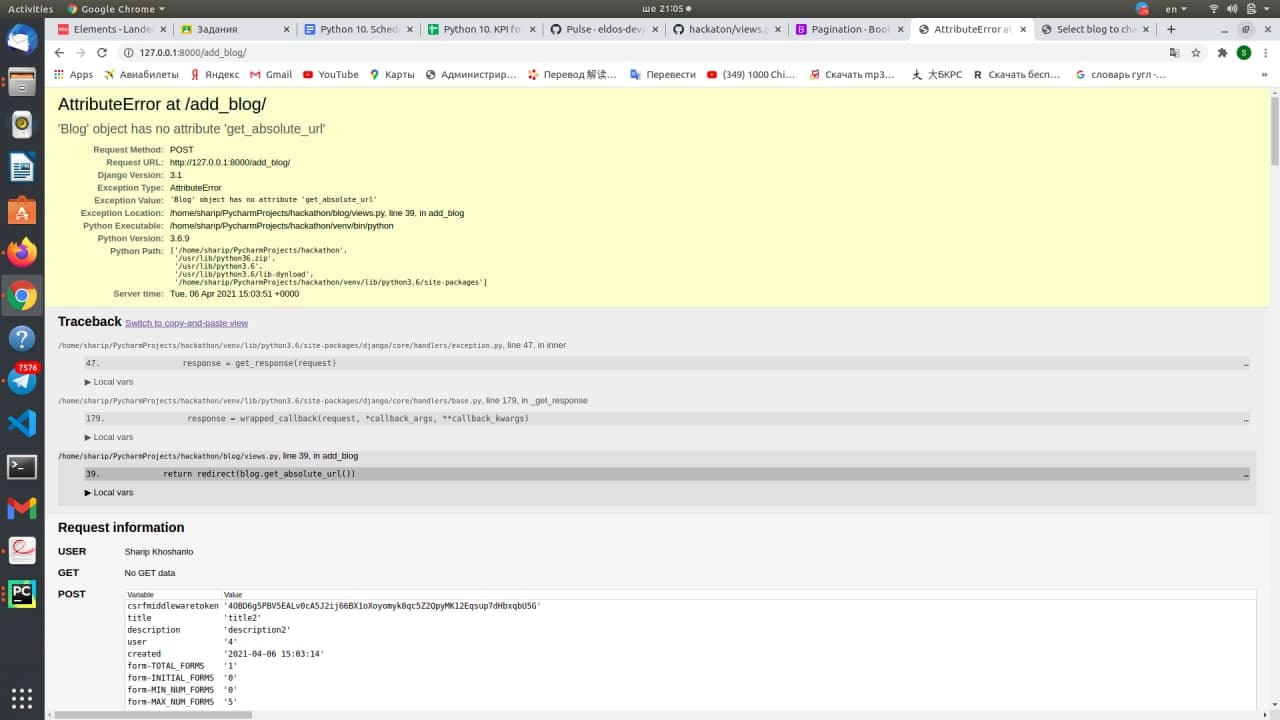 Activities
Google Chrome
ше 21:05
en
Elements - Lander
Задания
Python 10. Sched
Python 10. KPI fo
Pulse · eldos-dev/
hackaton/views.p
Pagination · Boo
AttributeError at
Select blog to cha
127.0.0.1:8000/add_blog/
S
Apps
Авиабилеты
Яндекс
Gmail
YouTube
Карты
Администрир...
Перевод 解读...
Перевести
(349) 1000 Chi...
Скачать mp3...
大БКРС
Скачать бесп...
словарь гугл -...
»
AttributeError at /add_blog/
'Blog' object has no attribute 'get_absolute_url'
Request Method: POST
Request URL: http://127.0.0.1:8000/add_blog/
Django Version: 3.1
Exception Type: AttributeError
Exception Value: 'Blog' object has no attribute 'get_absolute_url'
Exception Location: /home/sharip/PycharmProjects/hackathon/blog/views.py, line 39, in add_blog
Python Executable: /home/sharip/PycharmProjects/hackathon/venv/bin/python
Python Version: 3.6.9
Python Path: ['/home/sharip/PycharmProjects/hackathon',
'/usr/lib/python36.zip',
'/usr/lib/python3.6',
'/usr/lib/python3.6/lib-dynload',
'/home/sharip/PycharmProjects/hackathon/venv/lib/python3.6/site-packages']
Server time: Tue, 06 Apr 2021 15:03:51 +0000
Traceback Switch to copy-and-paste view
/home/sharip/PycharmProjects/hackathon/venv/lib/python3.6/site-packages/django/core/handlers/exception.py, line 47, in inner
47. response = get_response(request) …
▶ Local vars
/home/sharip/PycharmProjects/hackathon/venv/lib/python3.6/site-packages/django/core/handlers/base.py, line 179, in _get_response
179. response = wrapped_callback(request, *callback_args, **callback_kwargs) …
▶ Local vars
/home/sharip/PycharmProjects/hackathon/blog/views.py, line 39, in add_blog
39. return redirect(blog.get_absolute_url()) …
▶ Local vars
Request information
USER Sharip Khoshanlo
GET No GET data
POST
Variable Value
title 'title2'
description 'description2'
user '4'
created '2021-04-06 15:03:14'
form-TOTAL_FORMS '1'
form-INITIAL_FORMS '0'
form-MIN_NUM_FORMS '0'
form-MAX_NUM_FORMS '5'
7576
PC